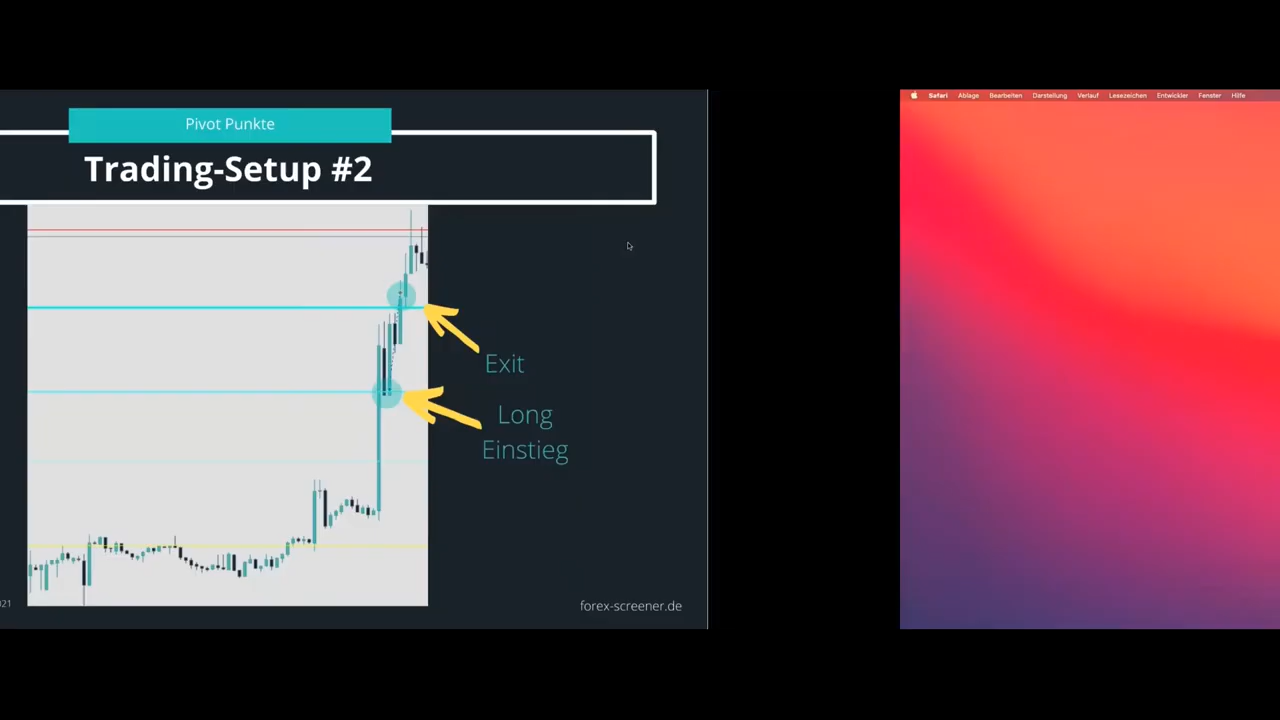 Pivot Punkte
Trading-Setup #2
Exit
Long
Einstieg
021
forex-screener.de
Safari Ablage Bearbeiten Darstellung Verlauf Lesezeichen Entwickler Fenster Hilfe